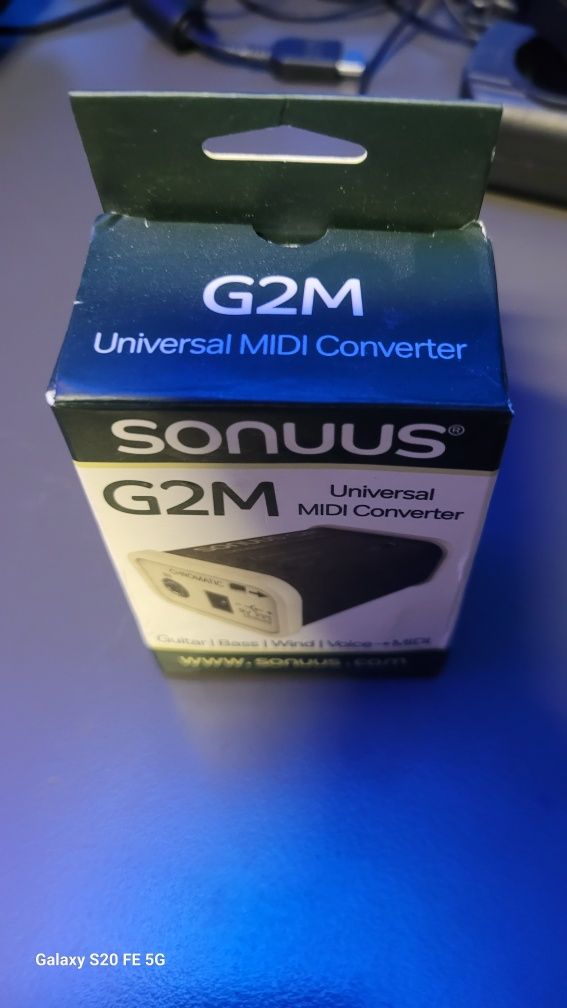 G2M
Universal MIDI Converter
sonuus®
G2M
Universal
MIDI Converter
sonuus
CHROMATIC
Guitar | Bass | Wind | Voice → MIDI
www.sonuus.com
Galaxy S20 FE 5G